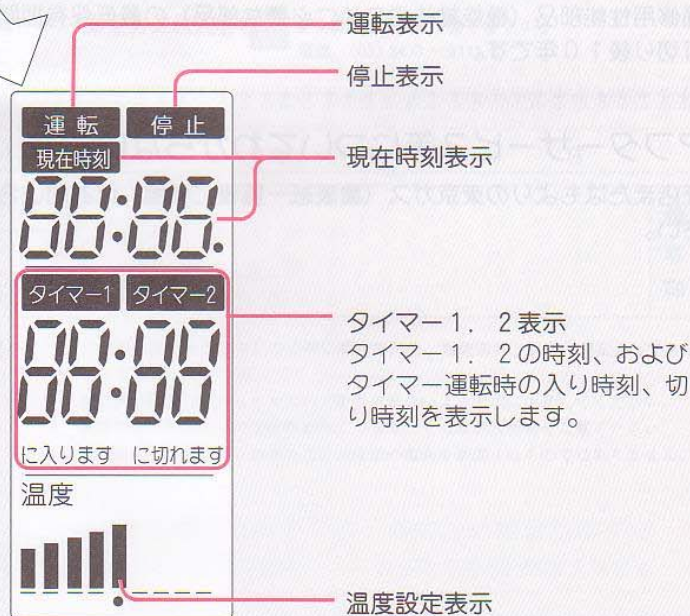 運転表示
停止表示
運 転 停 止
現在時刻
現在時刻表示
88:88.
タイマー1 タイマー2
88:88
に入ります に切れます
タイマー1．2表示
タイマー1．2の時刻、および
タイマー運転時の入り時刻、切
り時刻を表示します。
温度
温度設定表示